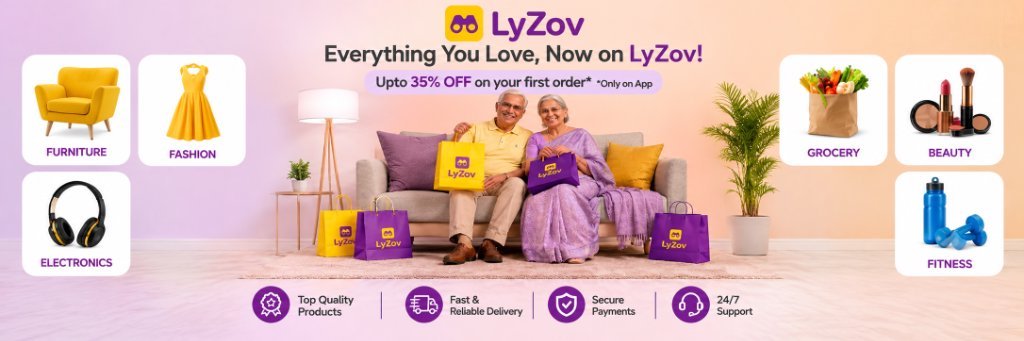 LyZov
Everything You Love, Now on LyZov!
Upto 35% OFF on your first order* *Only on App
FURNITURE
FASHION
ELECTRONICS
GROCERY
BEAUTY
FITNESS
LyZov
LyZov
LyZov
LyZov
LyZov
Top Quality
Products
Fast &
Reliable Delivery
Secure
Payments
24/7
Support